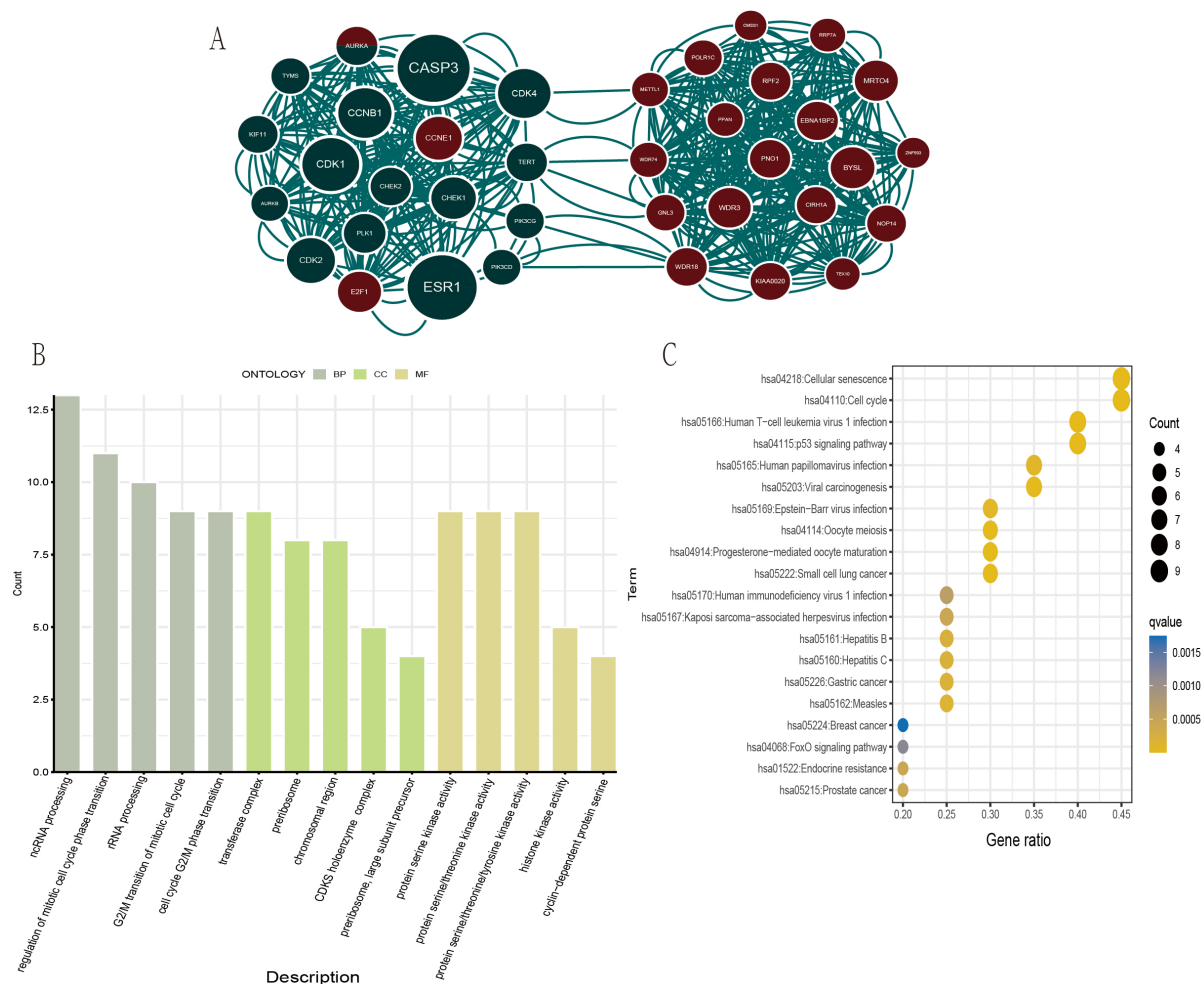 A
AURKA
CASP3
TYMS
CDK4
CCNB1
KIF11
CCNE1
CDK1
TERT
CHEK2
CHEK1
AURKB
PIK3CG
PLK1
CDK2
PIK3CD
E2F1
ESR1
RRP7A
POLR1C
METTL1
RPF2
MRTO4
PPAN
EBNA1BP2
WDR74
PNO1
BYSL
ZNF593
GNL3
WDR3
CIRH1A
NOP14
WDR18
KIAA0020
TEX10
B
ONTOLOGY BP CC MF
Count
12.5
10.0
7.5
5.0
2.5
0.0
ncRNA processing
regulation of mitotic cell cycle phase transition
rRNA processing
G2/M transition of mitotic cell cycle
cell cycle G2/M phase transition
transferase complex
preribosome
chromosomal region
CDKS holoenzyme complex
preribosome, large subunit precursor
protein serine kinase activity
protein serine/threonine kinase activity
protein serine/threonine/tyrosine kinase activity
histone kinase activity
cyclin-dependent protein serine
Description
C
Term
hsa04218:Cellular senescence
hsa04110:Cell cycle
hsa05166:Human T-cell leukemia virus 1 infection
hsa04115:p53 signaling pathway
hsa05165:Human papillomavirus infection
hsa05203:Viral carcinogenesis
hsa05169:Epstein-Barr virus infection
hsa04114:Oocyte meiosis
hsa04914:Progesterone-mediated oocyte maturation
hsa05222:Small cell lung cancer
hsa05170:Human immunodeficiency virus 1 infection
hsa05167:Kaposi sarcoma-associated herpesvirus infection
hsa05161:Hepatitis B
hsa05160:Hepatitis C
hsa05226:Gastric cancer
hsa05162:Measles
hsa05224:Breast cancer
hsa04068:FoxO signaling pathway
hsa01522:Endocrine resistance
hsa05215:Prostate cancer
0.20 0.25 0.30 0.35 0.40 0.45
Gene ratio
Count
4
5
6
7
8
9
qvalue
0.0015
0.0010
0.0005